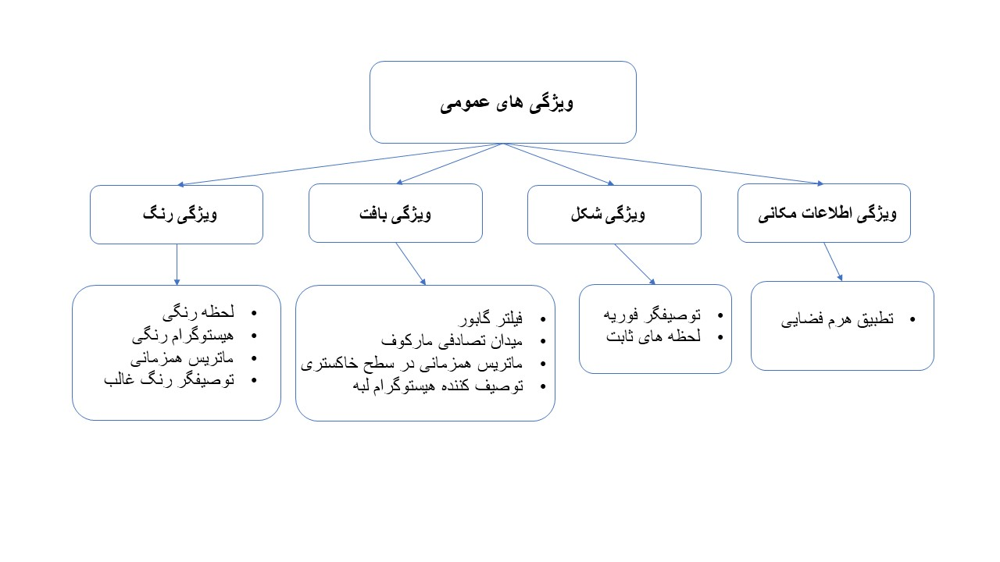 ویژگی های عمومی
ویژگی اطلاعات مکانی
ویژگی شکل
ویژگی بافت
ویژگی رنگ
• تطبیق هرم فضایی
• توصیفگر فوریه
• لحظه های ثابت
• فیلتر گابور
• میدان تصادفی مارکوف
• ماتریس همزمانی در سطح خاکستری
• توصیف کننده هیستوگرام لبه
• لحظه رنگی
• هیستوگرام رنگی
• ماتریس همزمانی
• توصیفگر رنگ غالب